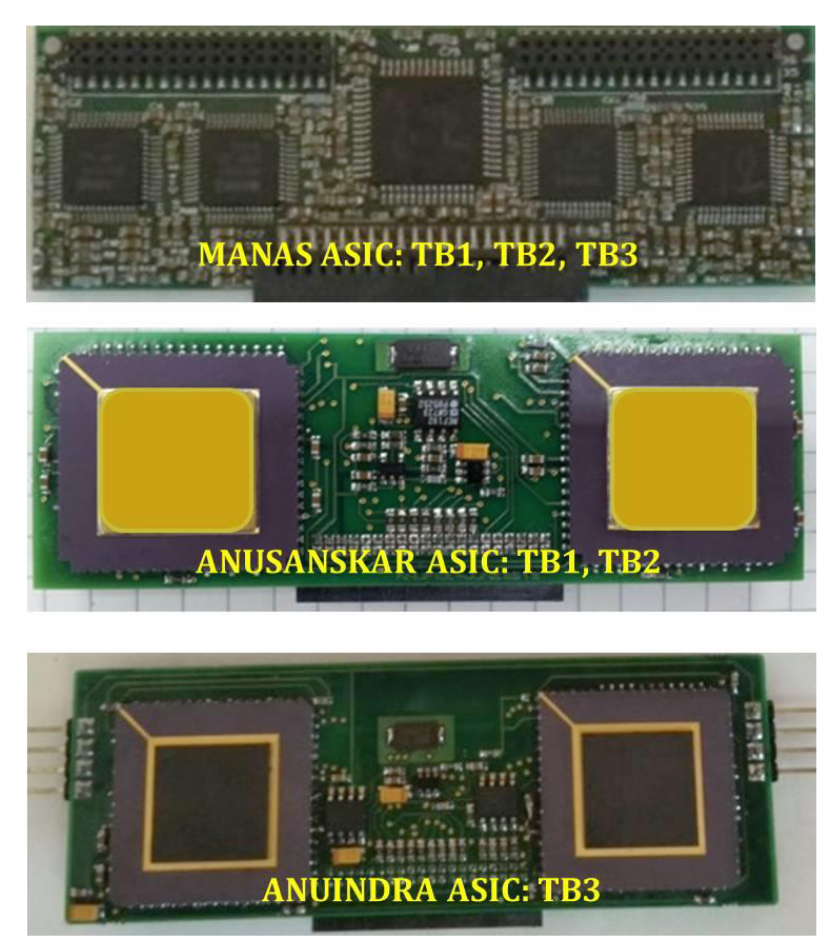 MANAS ASIC: TB1, TB2, TB3
ANUSANSKAR ASIC: TB1, TB2
ANUINDRA ASIC: TB3